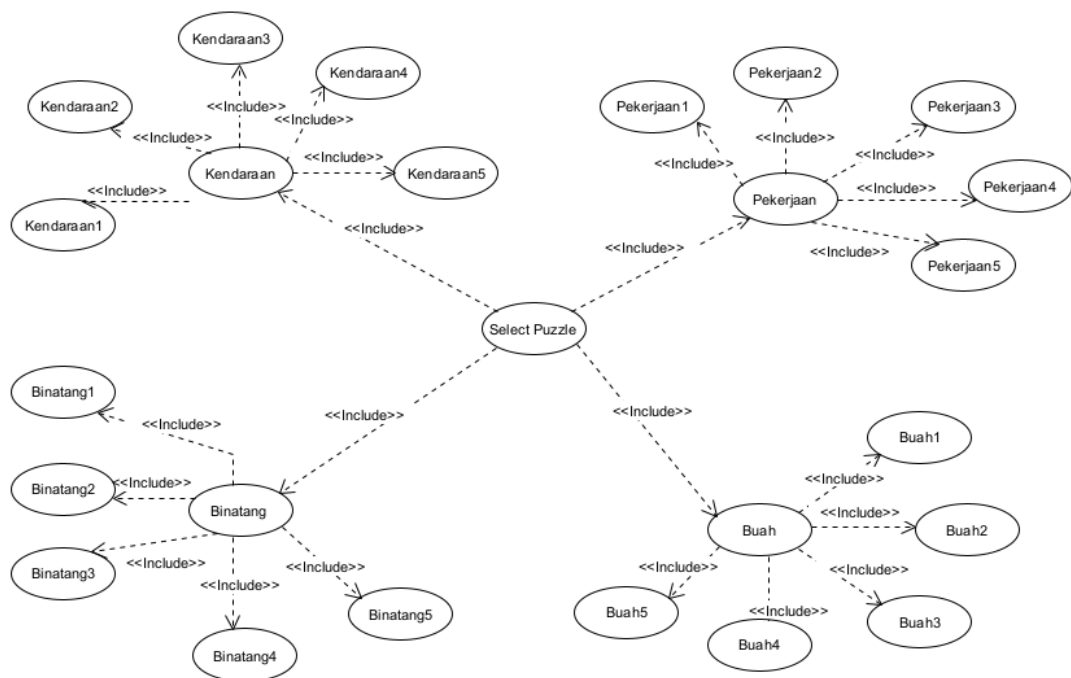 Kendaraan3
Kendaraan4
Kendaraan2
<<Include>>
<<Include>>
<<Include>>
<<Include>>
Kendaraan
Kendaraan5
<<Include>>
Kendaraan1
<<Include>>
Pekerjaan2
Pekerjaan1
Pekerjaan3
<<Include>>
<<Include>>
<<Include>>
Pekerjaan
<<Include>>
Pekerjaan4
<<Include>>
<<Include>>
Pekerjaan5
Select Puzzle
Binatang1
<<Include>>
<<Include>>
Binatang2
<<Include>>
Binatang
Binatang3
<<Include>>
<<Include>>
<<Include>>
Binatang5
Binatang4
<<Include>>
Buah1
<<Include>>
<<Include>>
Buah
Buah2
<<Include>>
<<Include>>
Buah5
<<Include>>
Buah3
Buah4